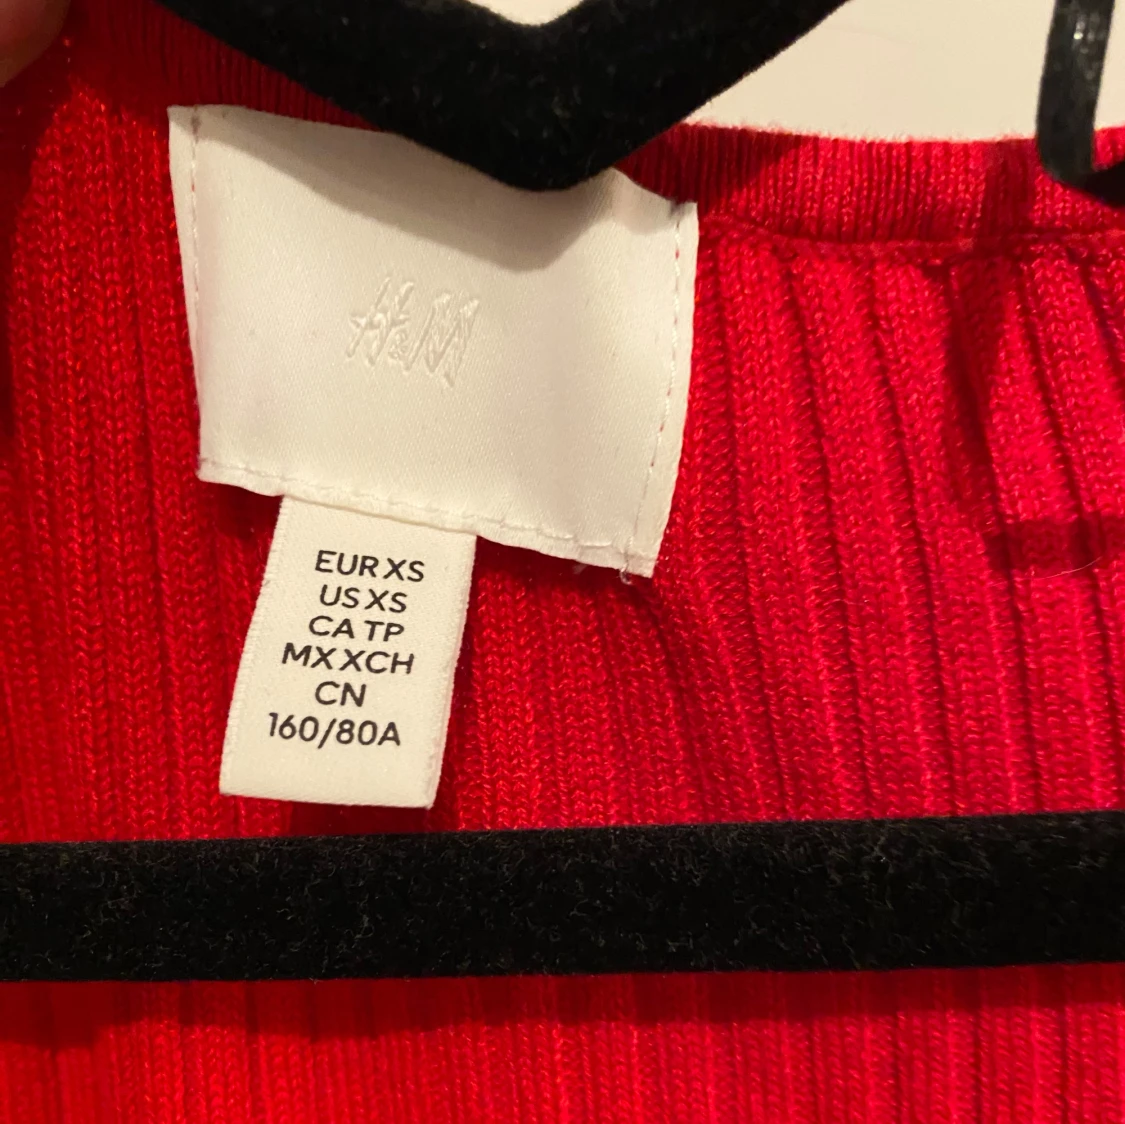 H&M
EUR XS
US XS
CA TP
MX XCH
CN
160/80A